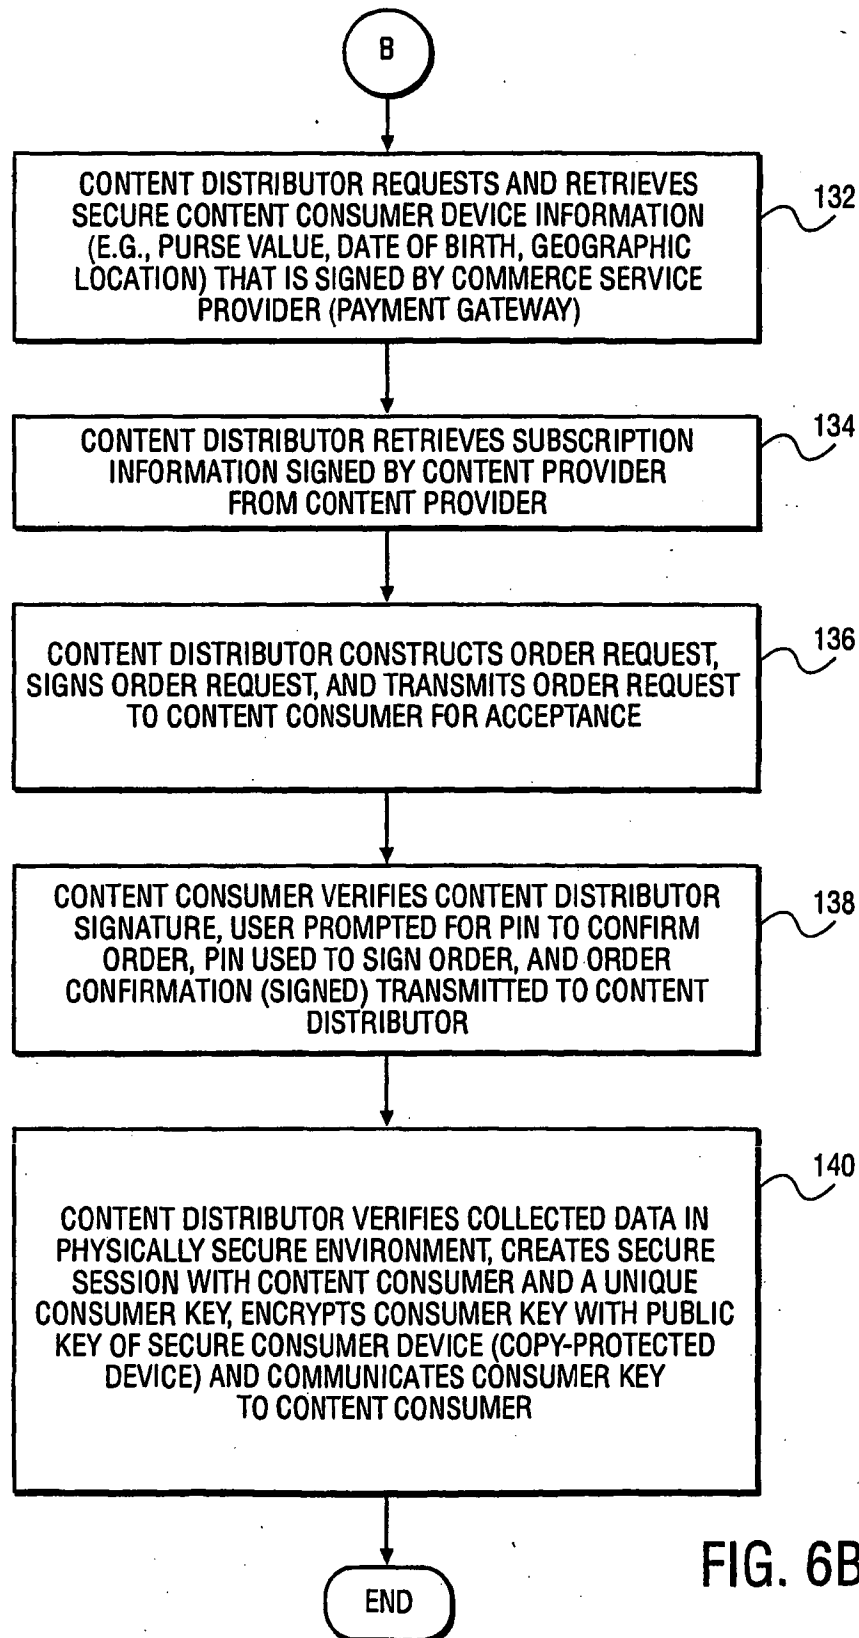 B
CONTENT DISTRIBUTOR REQUESTS AND RETRIEVES
SECURE CONTENT CONSUMER DEVICE INFORMATION
(E.G., PURSE VALUE, DATE OF BIRTH, GEOGRAPHIC
LOCATION) THAT IS SIGNED BY COMMERCE SERVICE
PROVIDER (PAYMENT GATEWAY)
132
CONTENT DISTRIBUTOR RETRIEVES SUBSCRIPTION
INFORMATION SIGNED BY CONTENT PROVIDER
FROM CONTENT PROVIDER
134
CONTENT DISTRIBUTOR CONSTRUCTS ORDER REQUEST,
SIGNS ORDER REQUEST, AND TRANSMITS ORDER REQUEST
TO CONTENT CONSUMER FOR ACCEPTANCE
136
CONTENT CONSUMER VERIFIES CONTENT DISTRIBUTOR
SIGNATURE, USER PROMPTED FOR PIN TO CONFIRM
ORDER, PIN USED TO SIGN ORDER, AND ORDER
CONFIRMATION (SIGNED) TRANSMITTED TO CONTENT
DISTRIBUTOR
138
CONTENT DISTRIBUTOR VERIFIES COLLECTED DATA IN
PHYSICALLY SECURE ENVIRONMENT, CREATES SECURE
SESSION WITH CONTENT CONSUMER AND A UNIQUE
CONSUMER KEY, ENCRYPTS CONSUMER KEY WITH PUBLIC
KEY OF SECURE CONSUMER DEVICE (COPY-PROTECTED
DEVICE) AND COMMUNICATES CONSUMER KEY
TO CONTENT CONSUMER
140
END
FIG. 6B